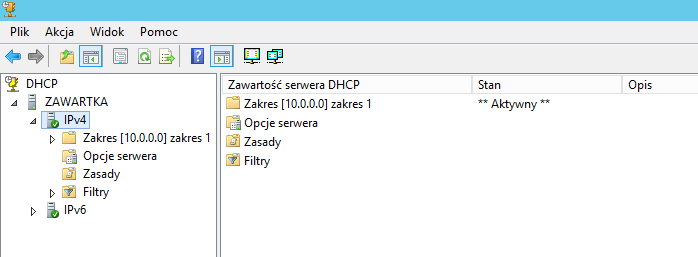 Plik Akcja Widok Pomoc
DHCP
ZAWARTKA
IPv4
Zakres [10.0.0.0] zakres 1
Opcje serwera
Zasady
Filtry
IPv6
Zawartość serwera DHCP Stan Opis
Zakres [10.0.0.0] zakres 1 ** Aktywny **
Opcje serwera
Zasady
Filtry